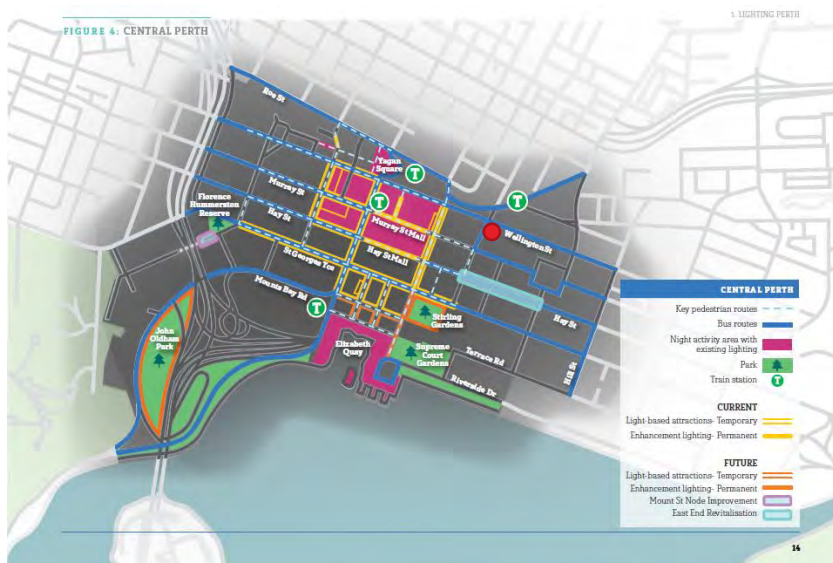 1. LIGHTING PERTH
FIGURE 4: CENTRAL PERTH
Roe St
Yagan
Square
T
T
T
Murray St
Florence
Hummerston
Reserve
Murray St Mall
Wellington St
Hay St
Hay St Mall
St Georges Tce
Mounts Bay Rd
T
Stirling
Gardens
Hay St
John
Oldham
Park
Elizabeth
Quay
Supreme
Court
Gardens
Terrace Rd
Hill St
Riverside Dr
CENTRAL PERTH
Key pedestrian routes
Bus routes
Night activity area with
existing lighting
Park
Train station T
CURRENT
Light-based attractions- Temporary
Enhancement lighting- Permanent
FUTURE
Light-based attractions- Temporary
Enhancement lighting- Permanent
Mount St Node Improvement
East End Revitalisation
14